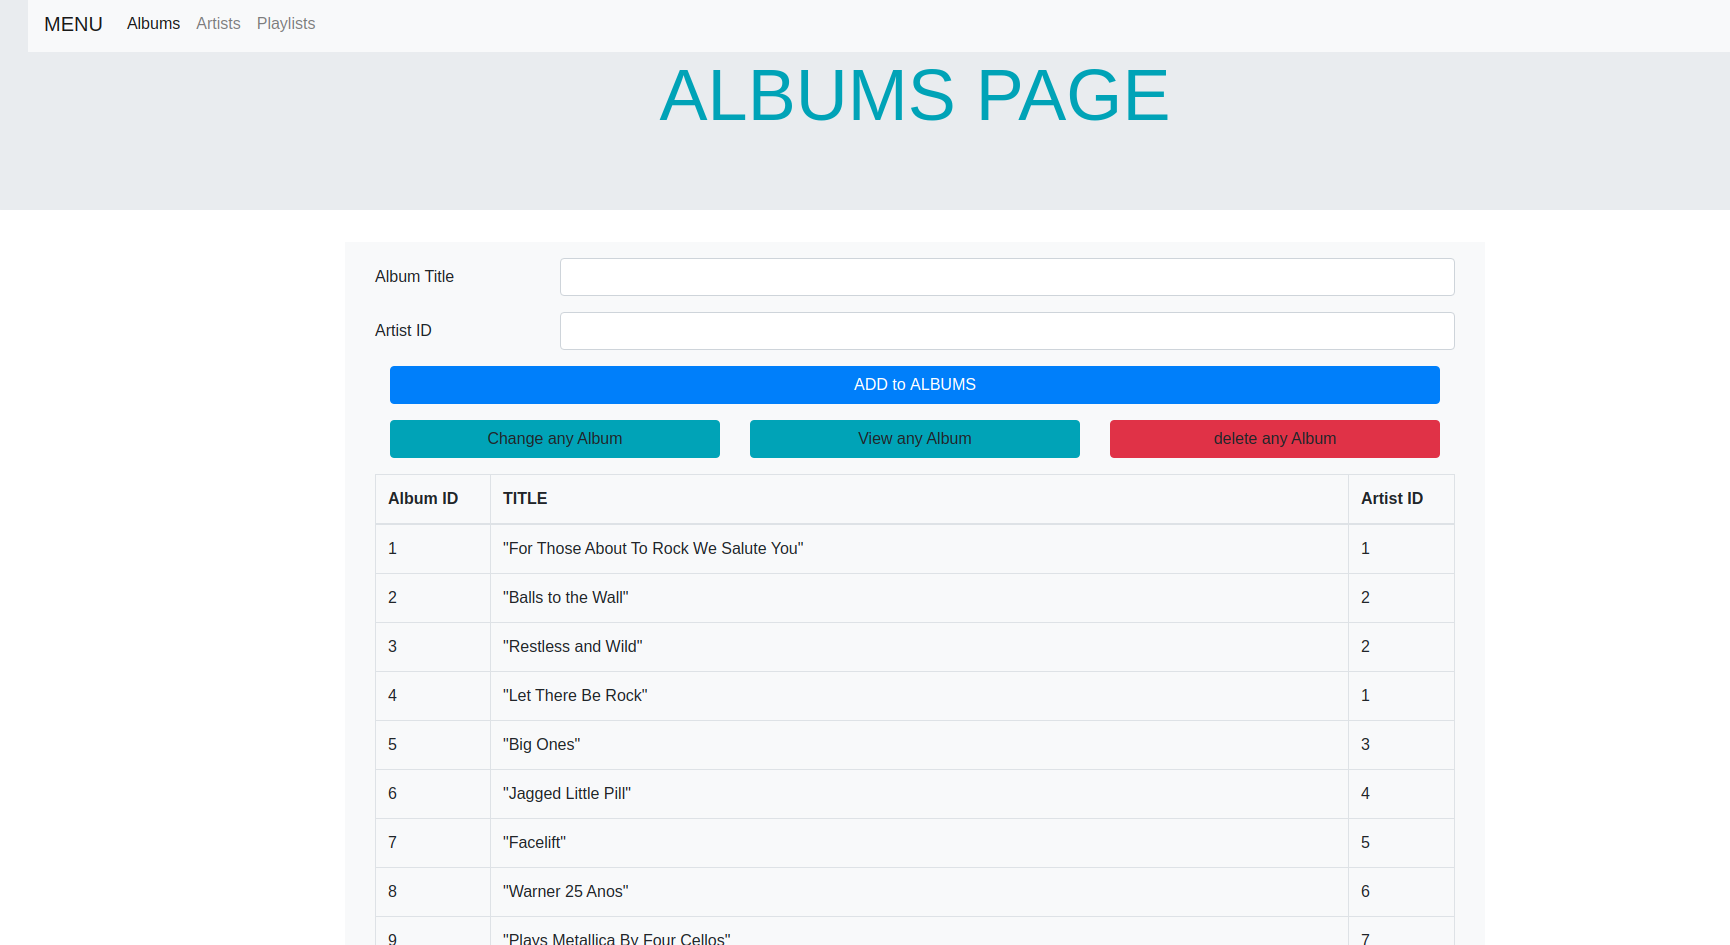 MENU Albums Artists Playlists
ALBUMS PAGE
Album Title
Artist ID
ADD to ALBUMS
Change any Album View any Album delete any Album
Album ID TITLE Artist ID
1 "For Those About To Rock We Salute You" 1
2 "Balls to the Wall" 2
3 "Restless and Wild" 2
4 "Let There Be Rock" 1
5 "Big Ones" 3
6 "Jagged Little Pill" 4
7 "Facelift" 5
8 "Warner 25 Anos" 6
9 "Plays Metallica By Four Cellos" 7